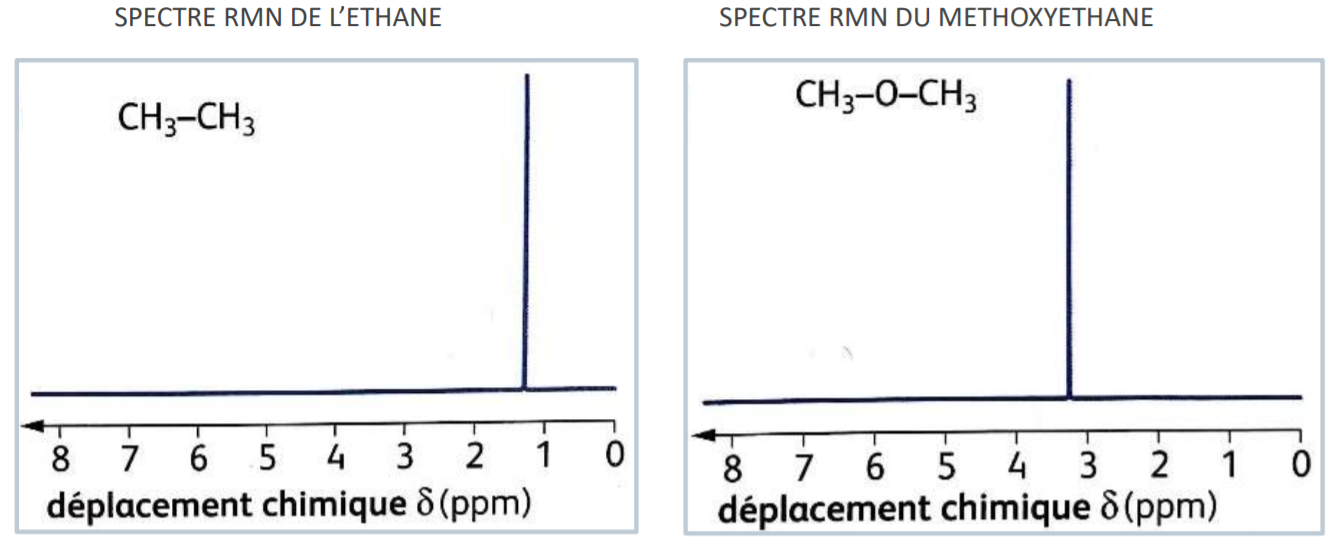 SPECTRE RMN DE L’ETHANE
CH₃–CH₃
8 7 6 5 4 3 2 1 0
déplacement chimique δ (ppm)
SPECTRE RMN DU METHOXYETHANE
CH₃–O–CH₃
8 7 6 5 4 3 2 1 0
déplacement chimique δ (ppm)